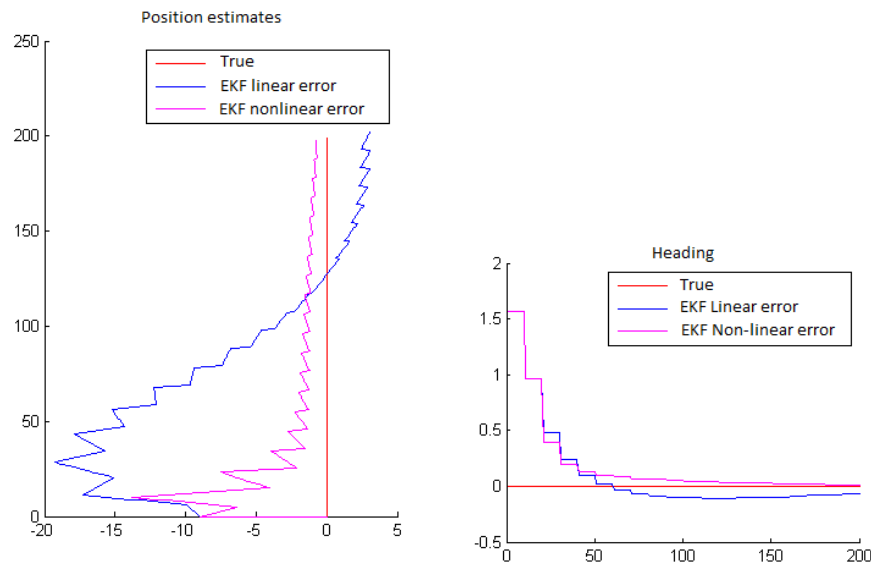 Position estimates
250
200
150
100
50
0
-20
-15
-10
-5
0
5
True
EKF linear error
EKF nonlinear error
Heading
2
1.5
1
0.5
0
-0.5
0
50
100
150
200
True
EKF Linear error
EKF Non-linear error